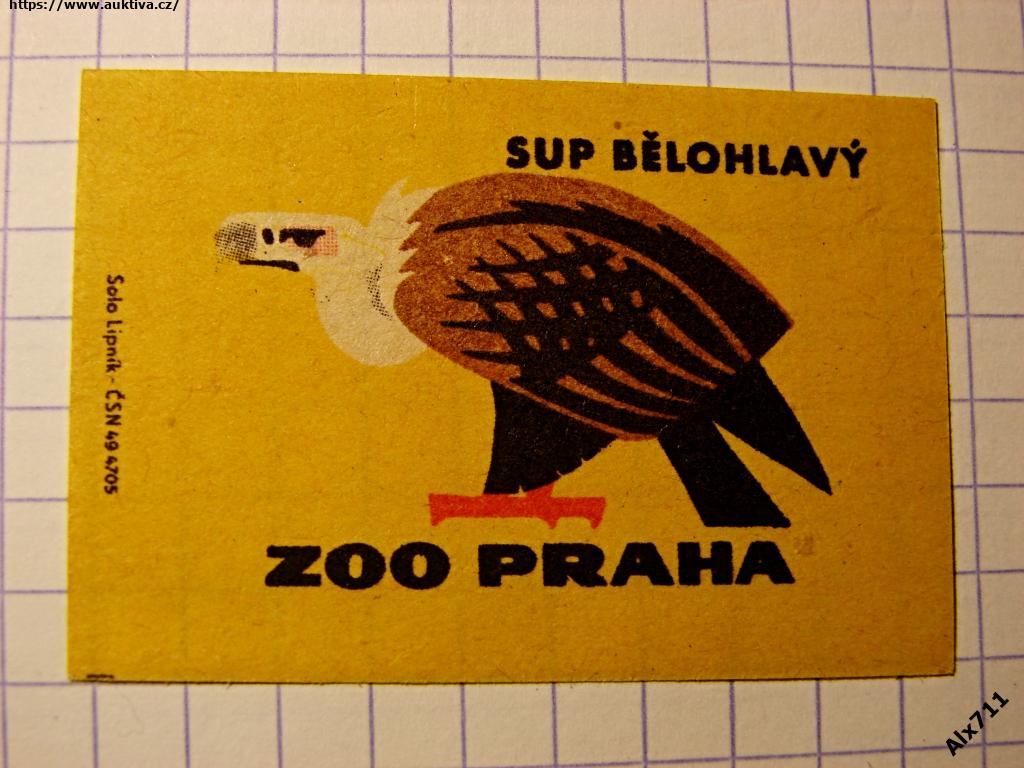 https://www.auktiva.cz/
SUP BĚLOHLAVÝ
Solo Lipník - ČSN 49 4705
ZOO PRAHA
Alx711